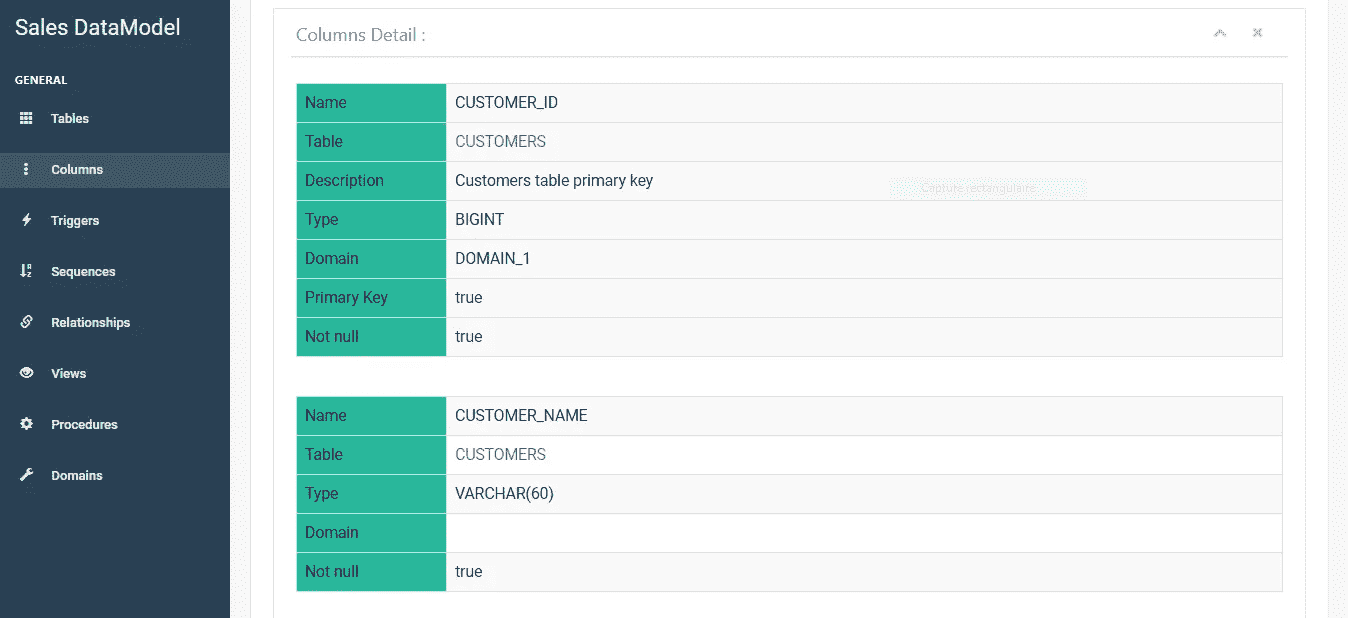 Sales DataModel
GENERAL
Tables
Columns
Triggers
Sequences
Relationships
Views
Procedures
Domains
Columns Detail :
Name CUSTOMER_ID
Table CUSTOMERS
Description Customers table primary key
Capture rectangulaire
Type BIGINT
Domain DOMAIN_1
Primary Key true
Not null true
Name CUSTOMER_NAME
Table CUSTOMERS
Type VARCHAR(60)
Domain
Not null true